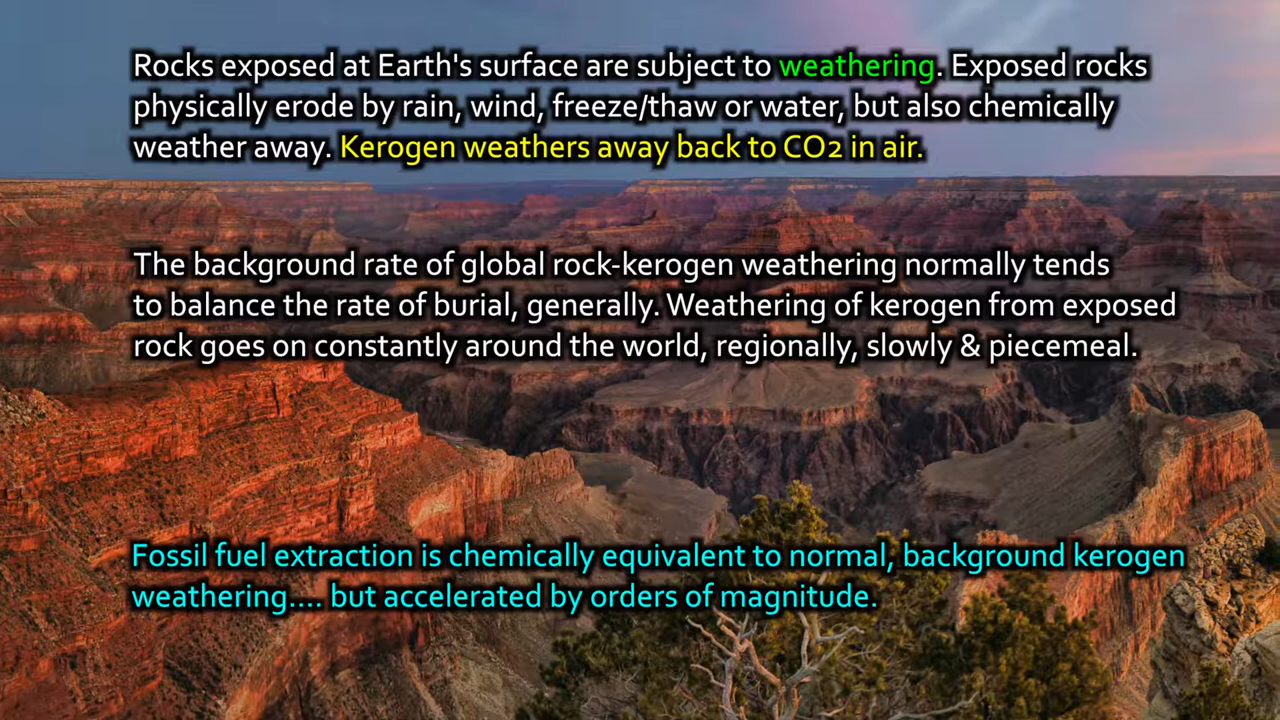 Rocks exposed at Earth's surface are subject to weathering. Exposed rocks
physically erode by rain, wind, freeze/thaw or water, but also chemically
weather away. Kerogen weathers away back to CO2 in air.
The background rate of global rock-kerogen weathering normally tends
to balance the rate of burial, generally. Weathering of kerogen from exposed
rock goes on constantly around the world, regionally, slowly & piecemeal.
Fossil fuel extraction is chemically equivalent to normal, background kerogen
weathering.... but accelerated by orders of magnitude.